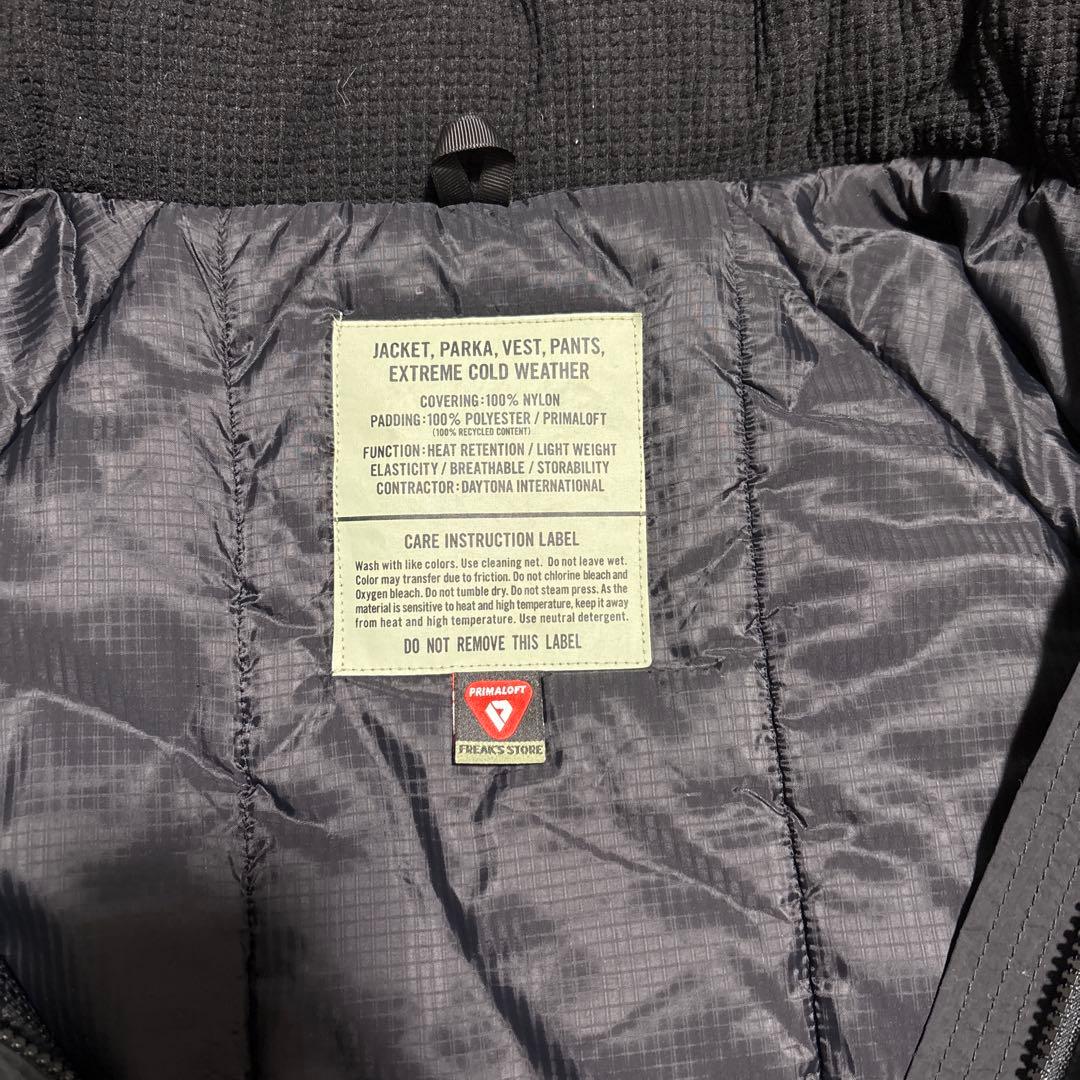 JACKET, PARKA, VEST, PANTS,
EXTREME COLD WEATHER
COVERING:100% NYLON
PADDING:100% POLYESTER / PRIMALOFT
(100% RECYCLED CONTENT)
FUNCTION:HEAT RETENTION / LIGHT WEIGHT
ELASTICITY / BREATHABLE / STORABILITY
CONTRACTOR:DAYTONA INTERNATIONAL
CARE INSTRUCTION LABEL
Wash with like colors. Use cleaning net. Do not leave wet.
Color may transfer due to friction. Do not chlorine bleach and
Oxygen bleach. Do not tumble dry. Do not steam press. As the
material is sensitive to heat and high temperature, keep it away
from heat and high temperature. Use neutral detergent.
DO NOT REMOVE THIS LABEL
PRIMALOFT
FREAK'S STORE